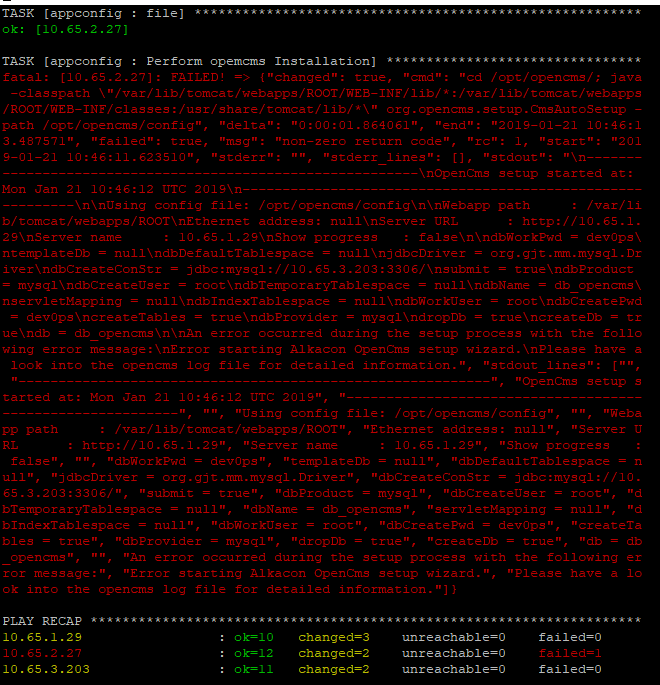 TASK [appconfig : file] *********************************************************
ok: [10.65.2.27]
TASK [appconfig : Perform opemcms Installation] *********************************
fatal: [10.65.2.27]: FAILED! => {"changed": true, "cmd": "cd /opt/opencms/; java
-classpath \"/var/lib/tomcat/webapps/ROOT/WEB-INF/lib/*:/var/lib/tomcat/webapps
/ROOT/WEB-INF/classes:/usr/share/tomcat/lib/*\" org.opencms.setup.CmsAutoSetup -
path /opt/opencms/config", "delta": "0:00:01.864061", "end": "2019-01-21 10:46:1
3.487571", "failed": true, "msg": "non-zero return code", "rc": 1, "start": "201
9-01-21 10:46:11.623510", "stderr": "", "stderr_lines": [], "stdout": "\n-------
-----------------------------------------------------\nOpenCms setup started at:
Mon Jan 21 10:46:12 UTC 2019\n--------------------------------------------------
---------\n\nUsing config file: /opt/opencms/config\n\nWebapp path     : /var/li
b/tomcat/webapps/ROOT\nEthernet address: null\nServer URL      : http://10.65.1.
29\nServer name     : 10.65.1.29\nShow progress   : false\n\ndbWorkPwd = dev0ps\
ntemplateDb = null\ndbDefaultTablespace = null\njdbcDriver = org.gjt.mm.mysql.Dr
iver\ndbCreateConStr = jdbc:mysql://10.65.3.203:3306/\nsubmit = true\ndbProduct
= mysql\ndbCreateUser = root\ndbTemporaryTablespace = null\ndbName = db_opencms\
nservletMapping = null\ndbIndexTablespace = null\ndbWorkUser = root\ndbCreatePwd
= dev0ps\ncreateTables = true\ndbProvider = mysql\ndropDb = true\ncreateDb = tr
ue\ndb = db_opencms\n\nAn error occurred during the setup process with the follo
wing error message:\nError starting Alkacon OpenCms setup wizard.\nPlease have a
look into the opencms log file for detailed information.", "stdout_lines": ["",
"------------------------------------------------------------", "OpenCms setup s
tarted at: Mon Jan 21 10:46:12 UTC 2019", "-------------------------------------
----------------------", "", "Using config file: /opt/opencms/config", "", "Weba
pp path     : /var/lib/tomcat/webapps/ROOT", "Ethernet address: null", "Server U
RL      : http://10.65.1.29", "Server name     : 10.65.1.29", "Show progress   :
false", "", "dbWorkPwd = dev0ps", "templateDb = null", "dbDefaultTablespace = n
ull", "jdbcDriver = org.gjt.mm.mysql.Driver", "dbCreateConStr = jdbc:mysql://10.
65.3.203:3306/", "submit = true", "dbProduct = mysql", "dbCreateUser = root", "d
bTemporaryTablespace = null", "dbName = db_opencms", "servletMapping = null", "d
bIndexTablespace = null", "dbWorkUser = root", "dbCreatePwd = dev0ps", "createTa
bles = true", "dbProvider = mysql", "dropDb = true", "createDb = true", "db = db
_opencms", "", "An error occurred during the setup process with the following er
ror message:", "Error starting Alkacon OpenCms setup wizard.", "Please have a lo
ok into the opencms log file for detailed information."]}
PLAY RECAP **********************************************************************
10.65.1.29                 : ok=10   changed=3    unreachable=0    failed=0
10.65.2.27                 : ok=12   changed=2    unreachable=0    failed=1
10.65.3.203                : ok=11   changed=2    unreachable=0    failed=0